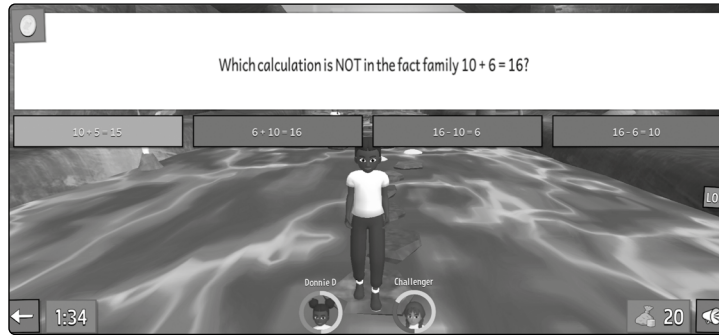 Which calculation is NOT in the fact family 10 + 6 = 16?
10 + 5 = 15
6 + 10 = 16
16 - 10 = 6
16 - 6 = 10
LO
Donnie D
Challenger
1:34
20